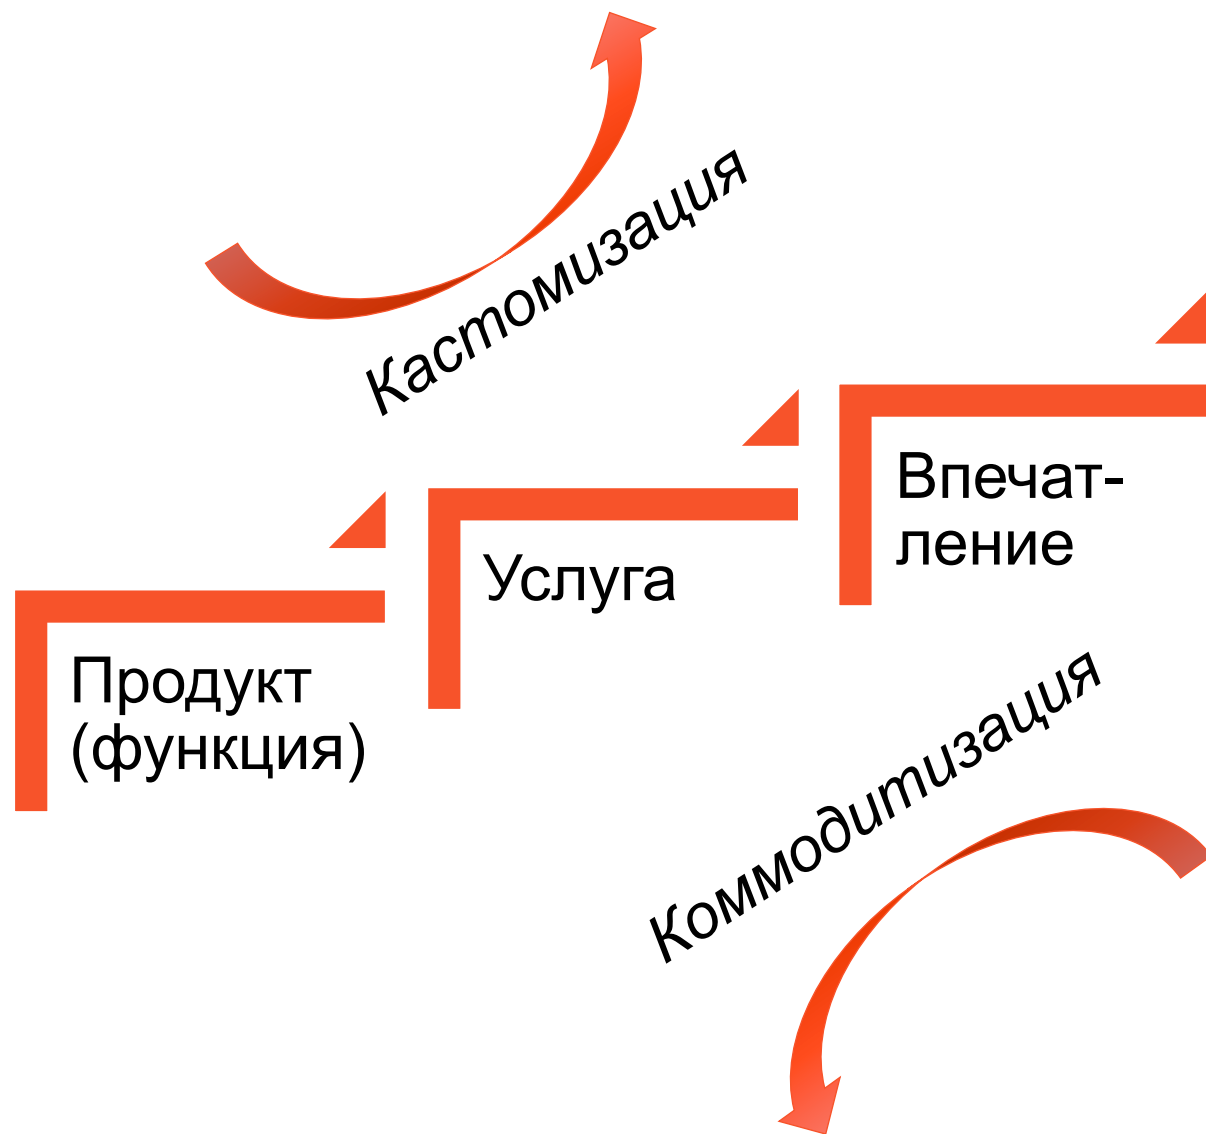 Кастомизация
Впечат-
ление
Услуга
Продукт
(функция)
Коммодитизация